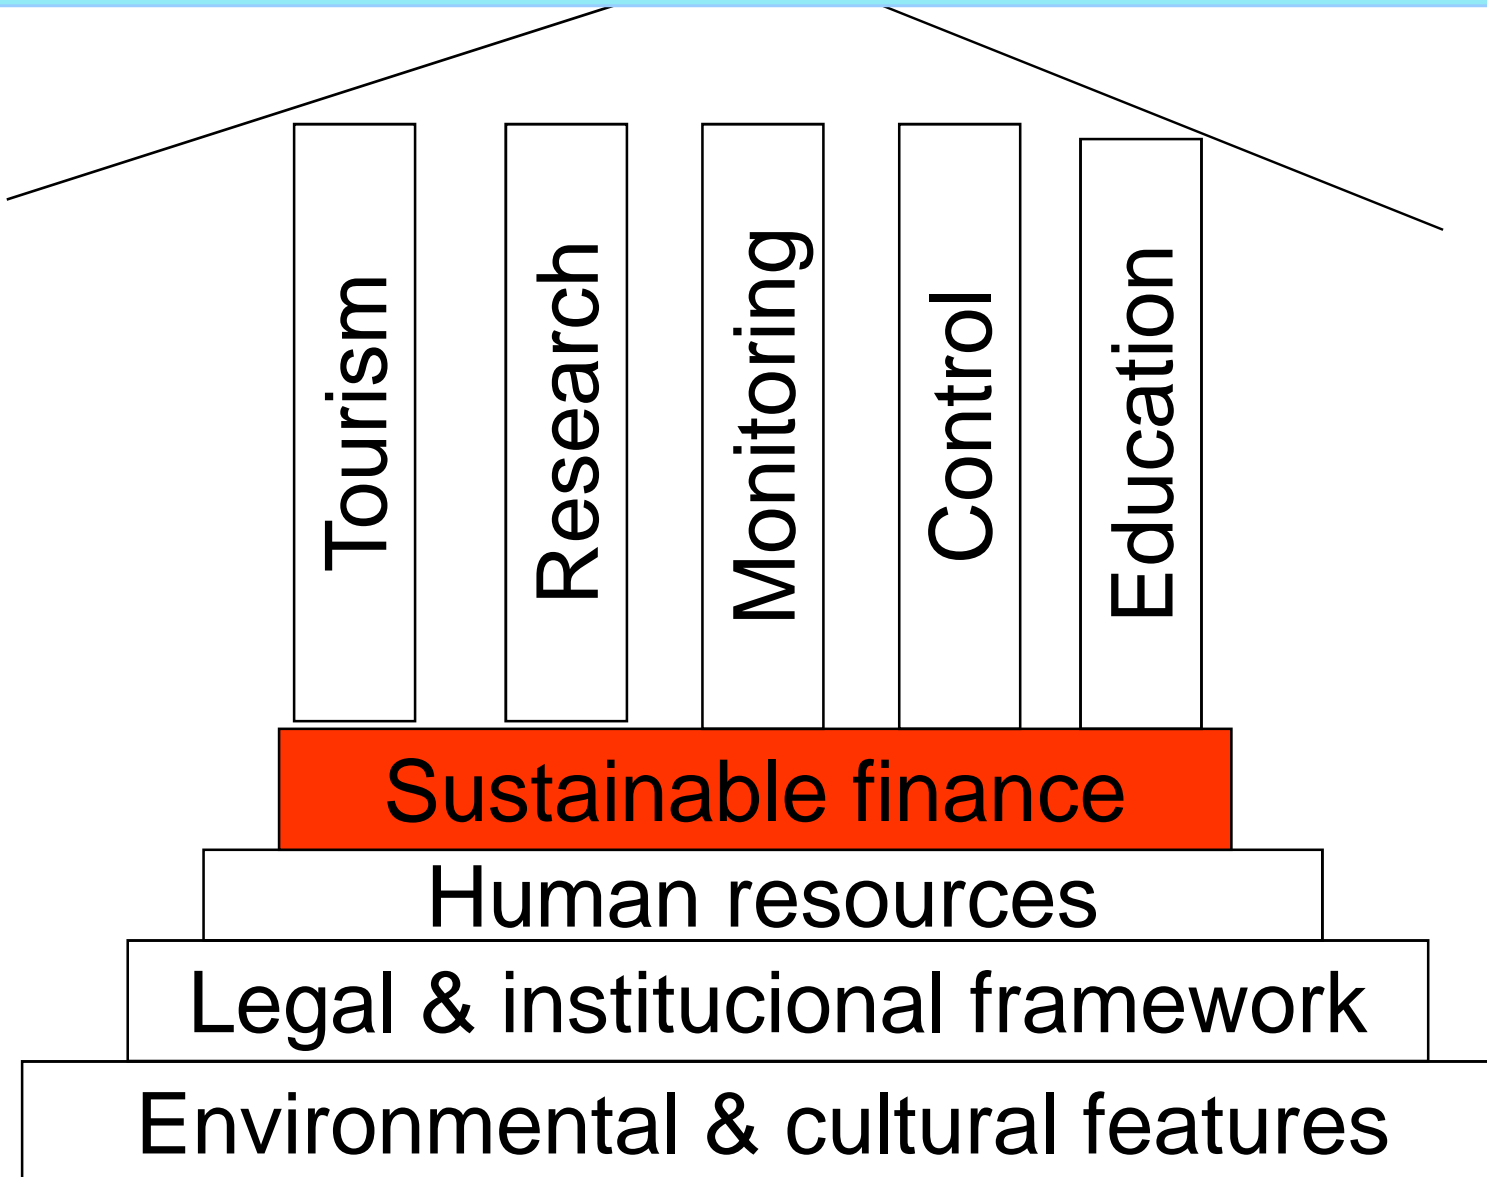 Tourism
Research
Monitoring
Control
Education
Sustainable finance
Human resources
Legal & institucional framework
Environmental & cultural features